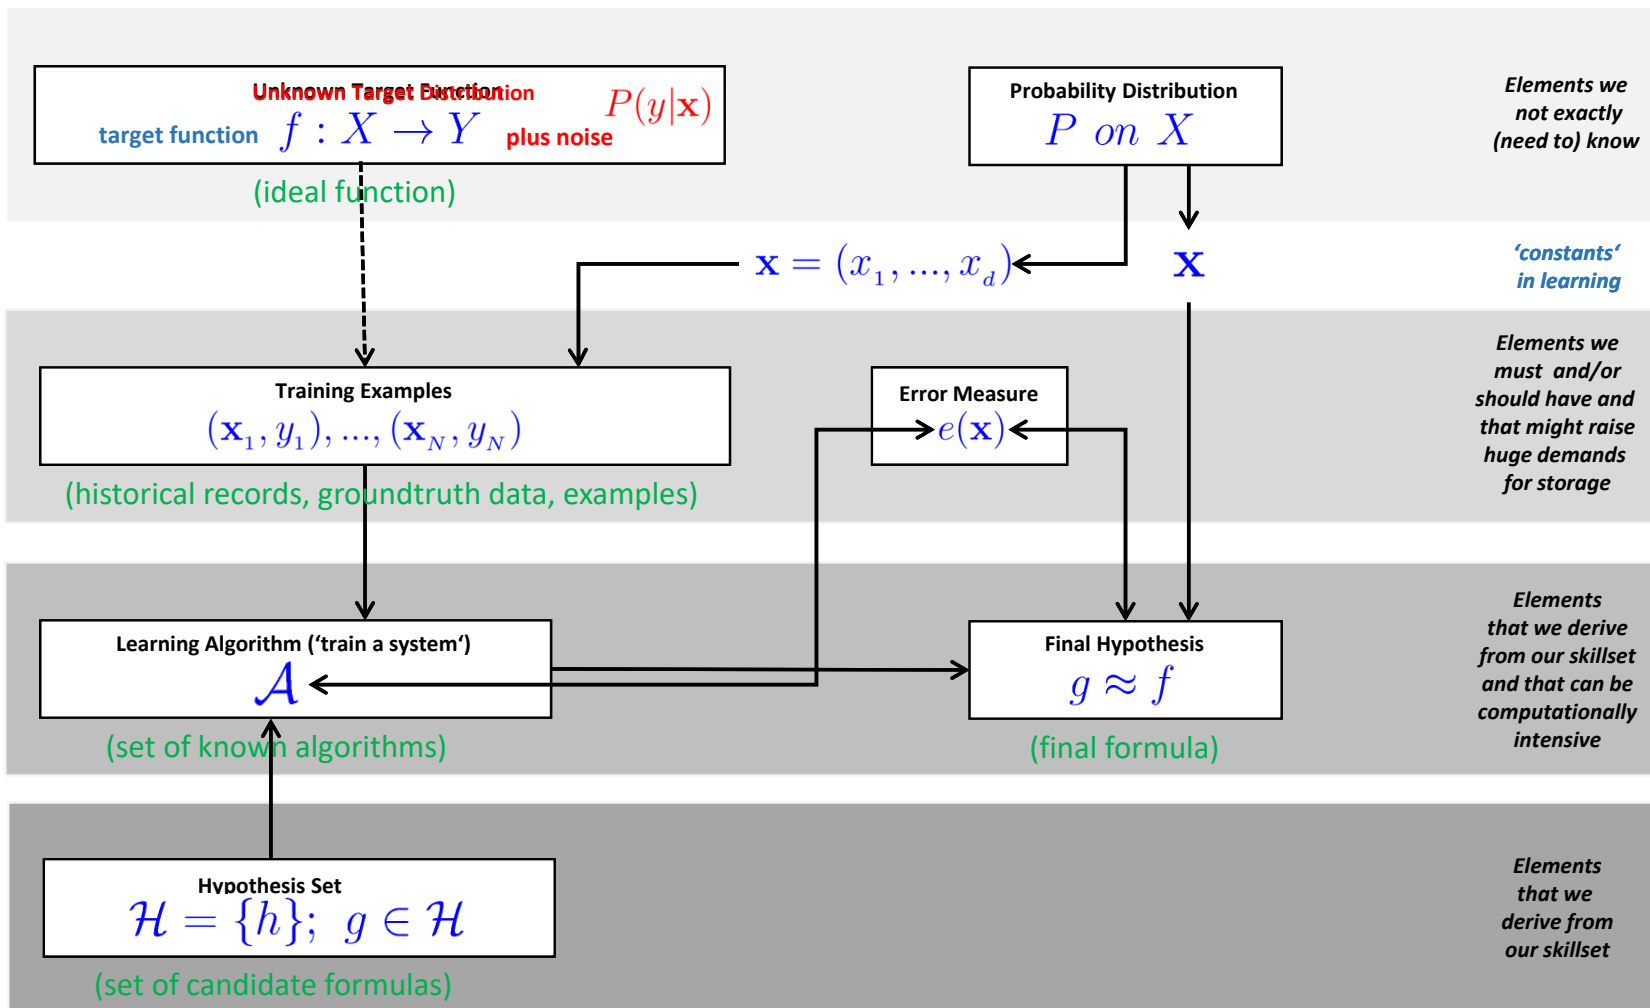 Unknown Target Function
Unknown Target Distribution
P(y|x)
target function f : X → Y plus noise
(ideal function)
Probability Distribution
P on X
Elements we
not exactly
(need to) know
x = (x₁, ..., x_d)
x
‘constants‘
in learning
Training Examples
(x₁, y₁), ..., (x_N, y_N)
(historical records, groundtruth data, examples)
Error Measure
e(x)
Elements we
must and/or
should have and
that might raise
huge demands
for storage
Learning Algorithm (‘train a system‘)
𝒜
(set of known algorithms)
Final Hypothesis
g ≈ f
(final formula)
Elements
that we derive
from our skillset
and that can be
computationally
intensive
Hypothesis Set
ℋ = {h}; g ∈ ℋ
(set of candidate formulas)
Elements
that we
derive from
our skillset